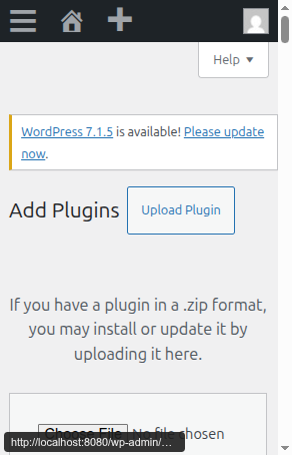 Help
WordPress 7.1.5 is available! Please update
now.
Add Plugins
Upload Plugin
If you have a plugin in a .zip format,
you may install or update it by
uploading it here.
Choose File No file chosen
http://localhost:8080/wp-admin/...